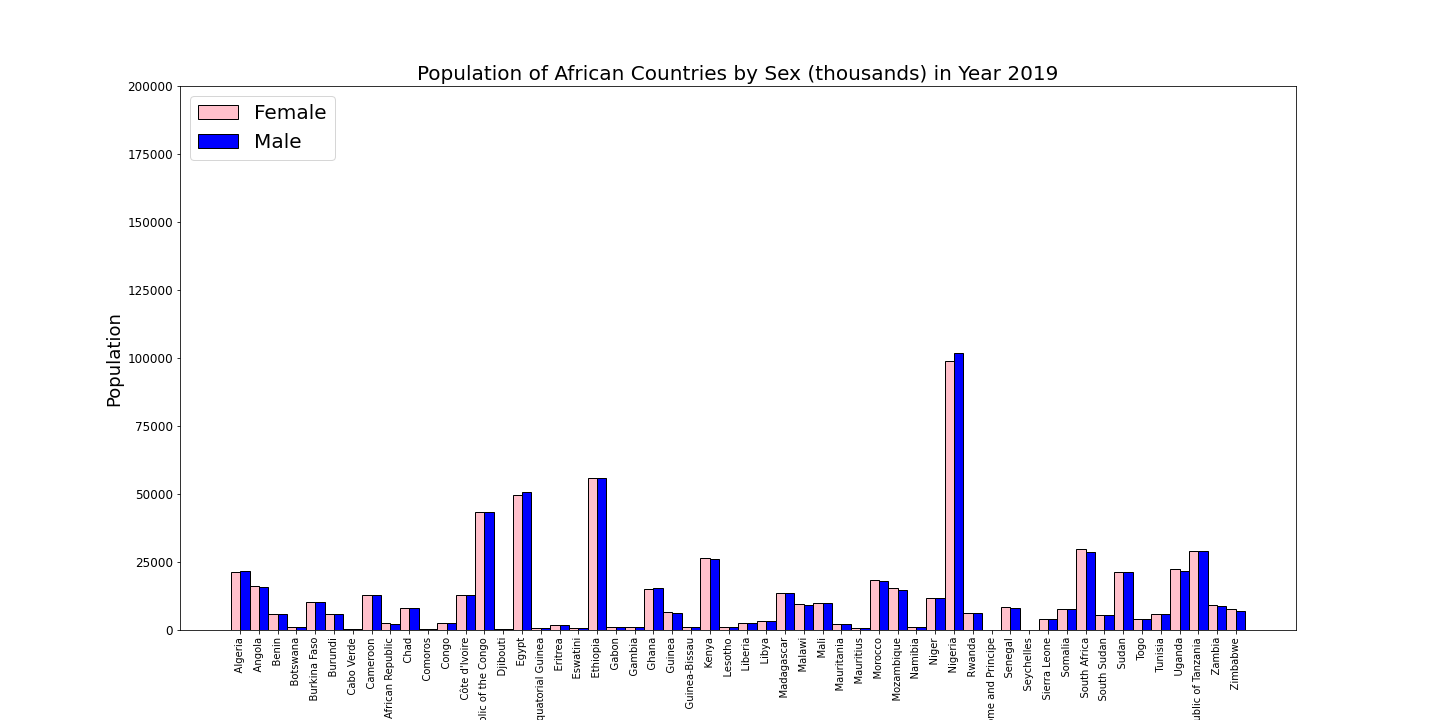 Population of African Countries by Sex (thousands) in Year 2019
Female
Male
Population
200000
175000
150000
125000
100000
75000
50000
25000
0
Algeria
Angola
Benin
Botswana
Burkina Faso
Burundi
Cabo Verde
Cameroon
African Republic
Chad
Comoros
Congo
Côte d'Ivoire
of the Congo
Djibouti
Egypt
Guinea
Eritrea
Eswatini
Ethiopia
Gabon
Gambia
Ghana
Guinea
Guinea-Bissau
Kenya
Lesotho
Liberia
Libya
Madagascar
Malawi
Mali
Mauritania
Mauritius
Morocco
Mozambique
Namibia
Niger
Nigeria
Rwanda
and Principe
Senegal
Seychelles
Sierra Leone
Somalia
South Africa
South Sudan
Sudan
Togo
Tunisia
Uganda
of Tanzania
Zambia
Zimbabwe